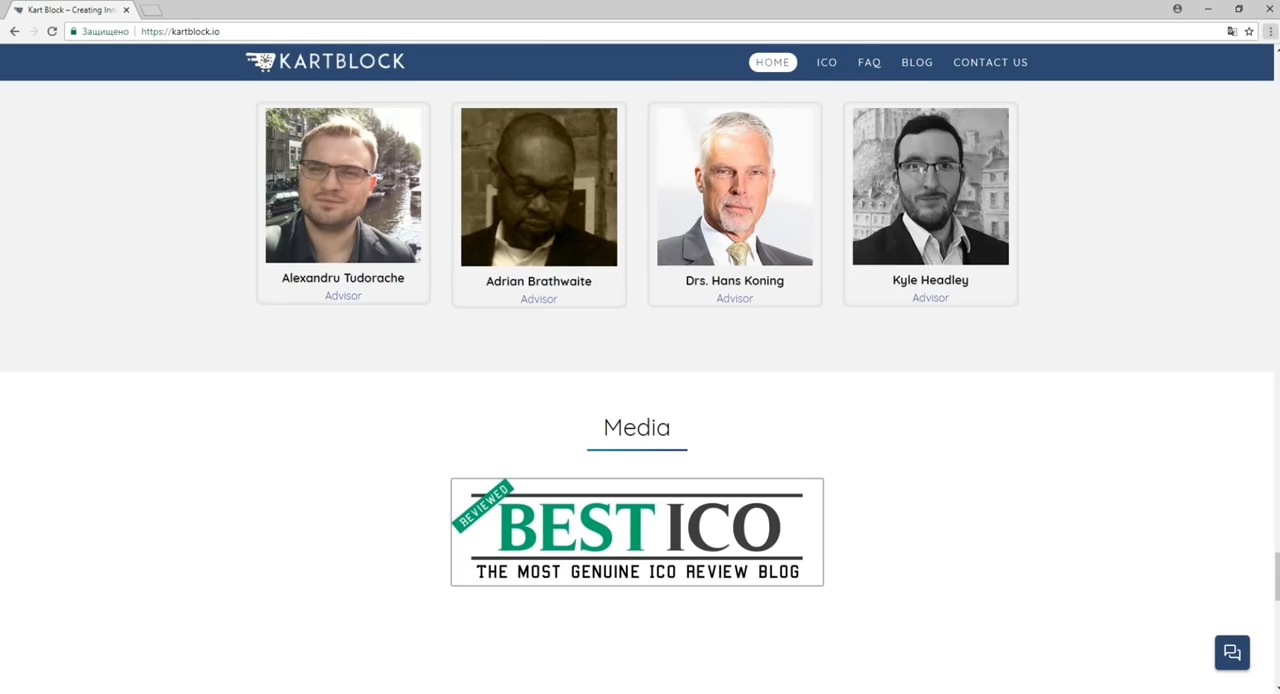 Kart Block – Creating Inn
Защищено
https://kartblock.io
KARTBLOCK
HOME
ICO
FAQ
BLOG
CONTACT US
Alexandru Tudorache
Advisor
Adrian Brathwaite
Advisor
Drs. Hans Koning
Advisor
Kyle Headley
Advisor
Media
REVIEWED
BEST ICO
THE MOST GENUINE ICO REVIEW BLOG